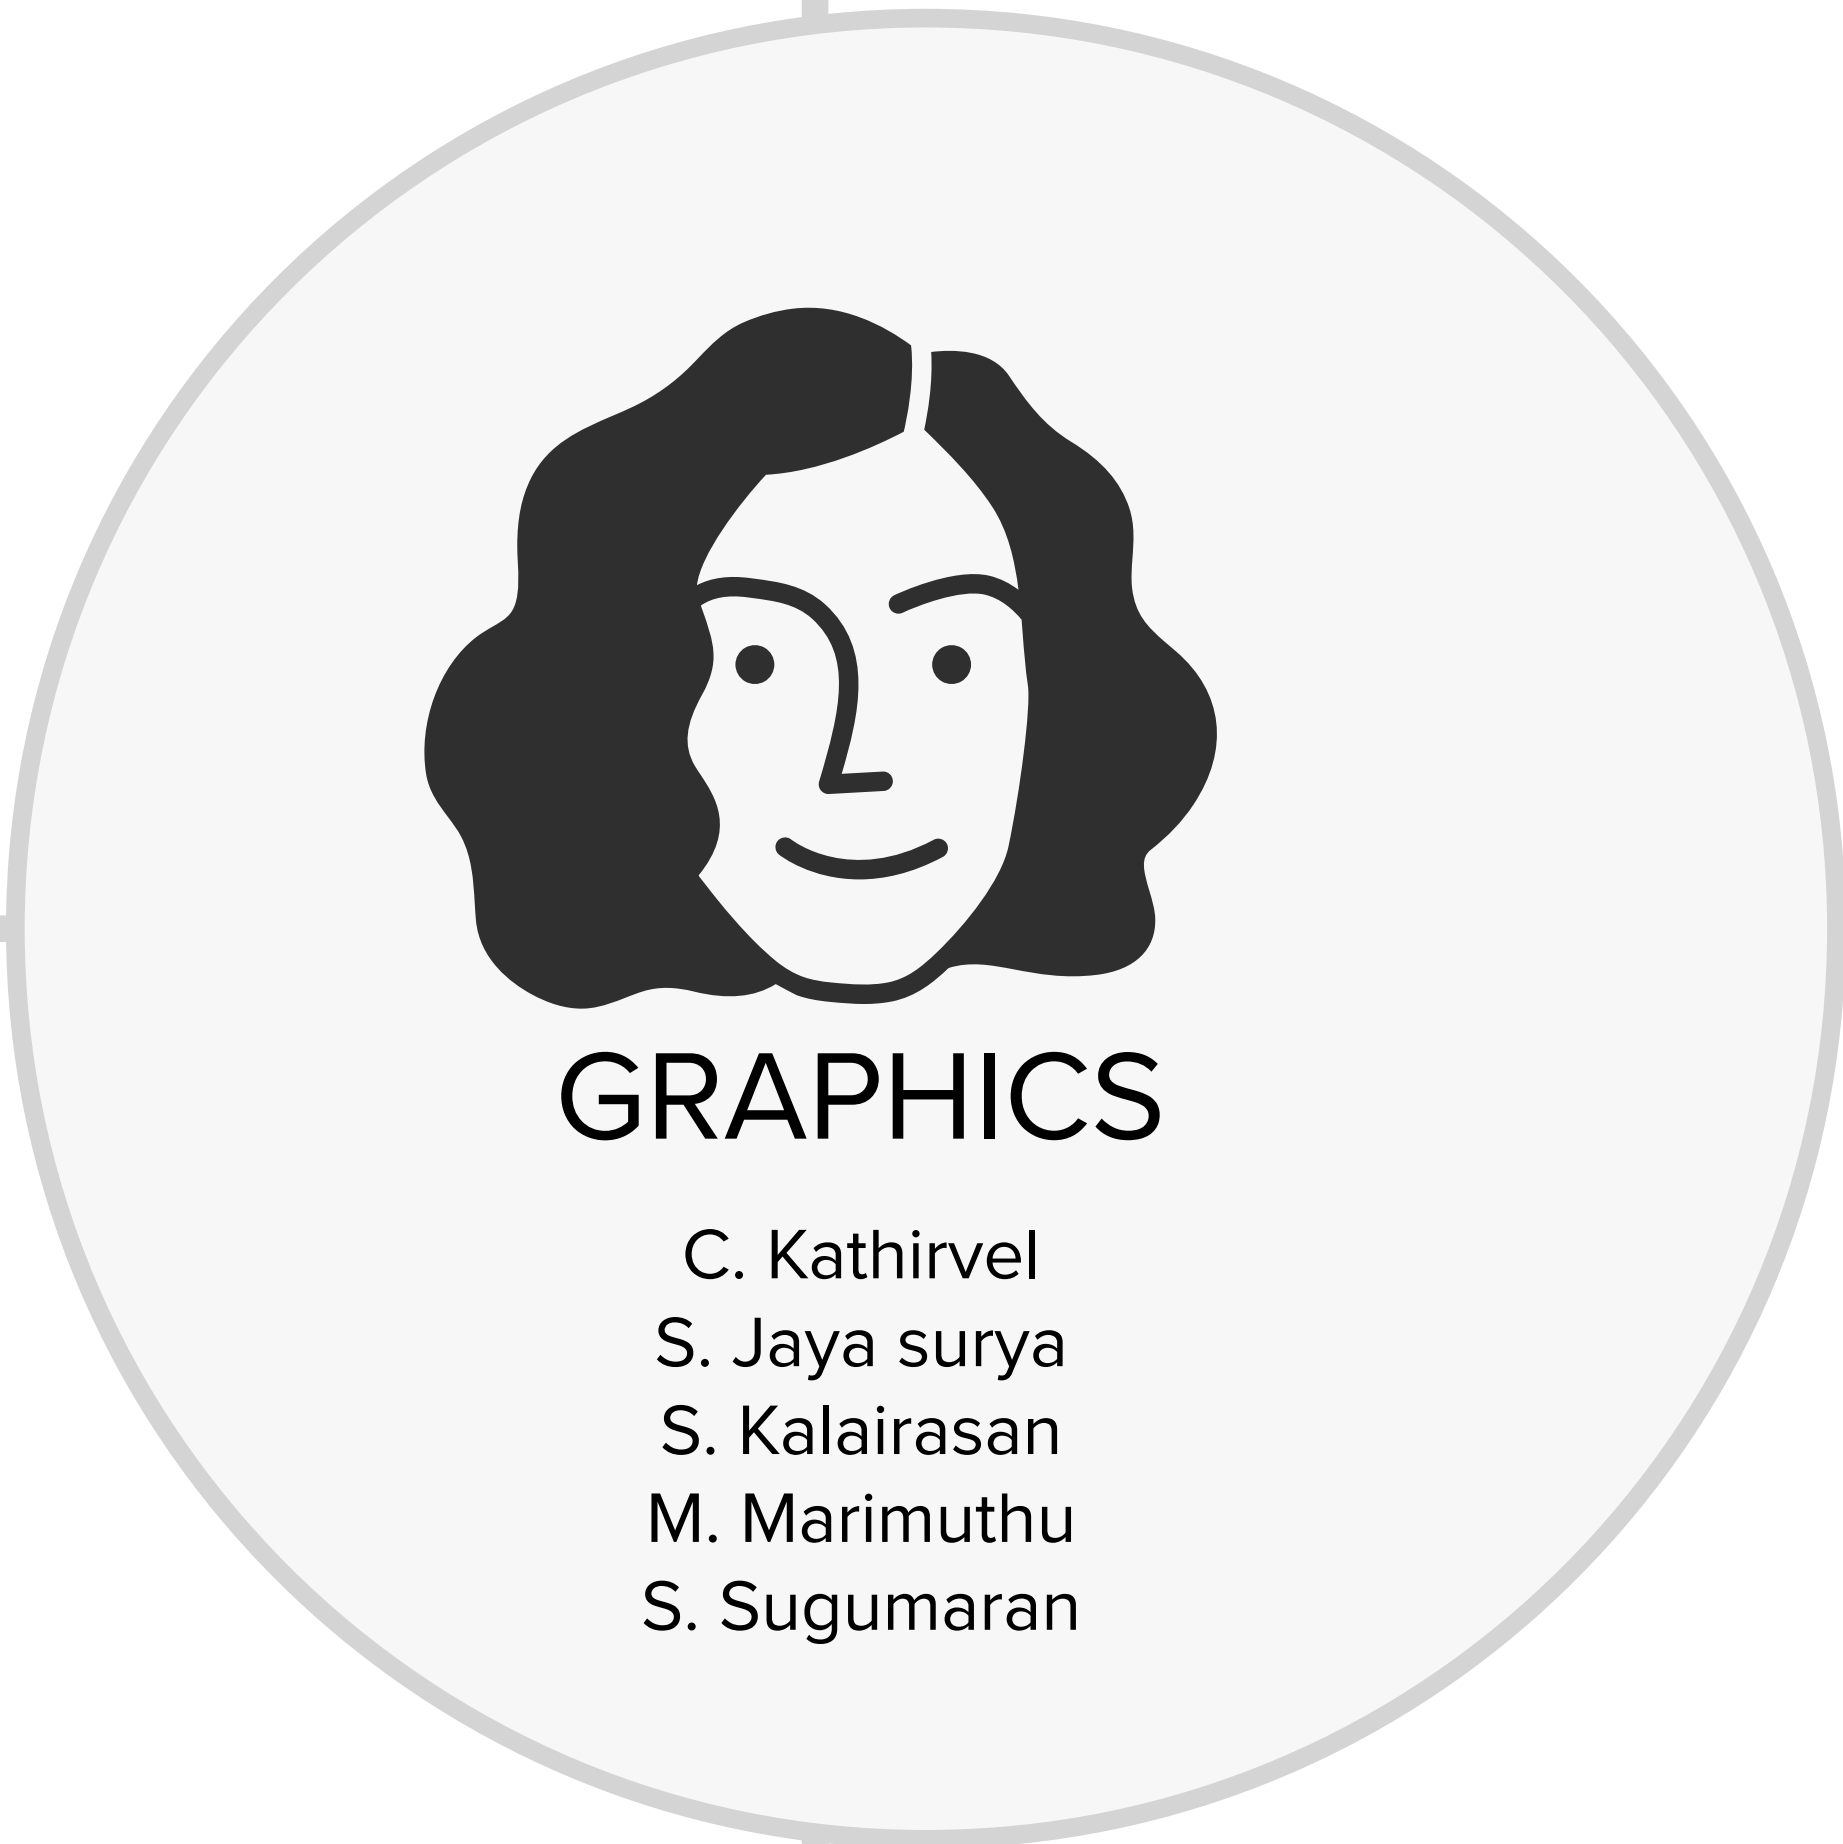 GRAPHICS
C. Kathirvel
S. Jaya surya
S. Kalairasan
M. Marimuthu
S. Sugumaran